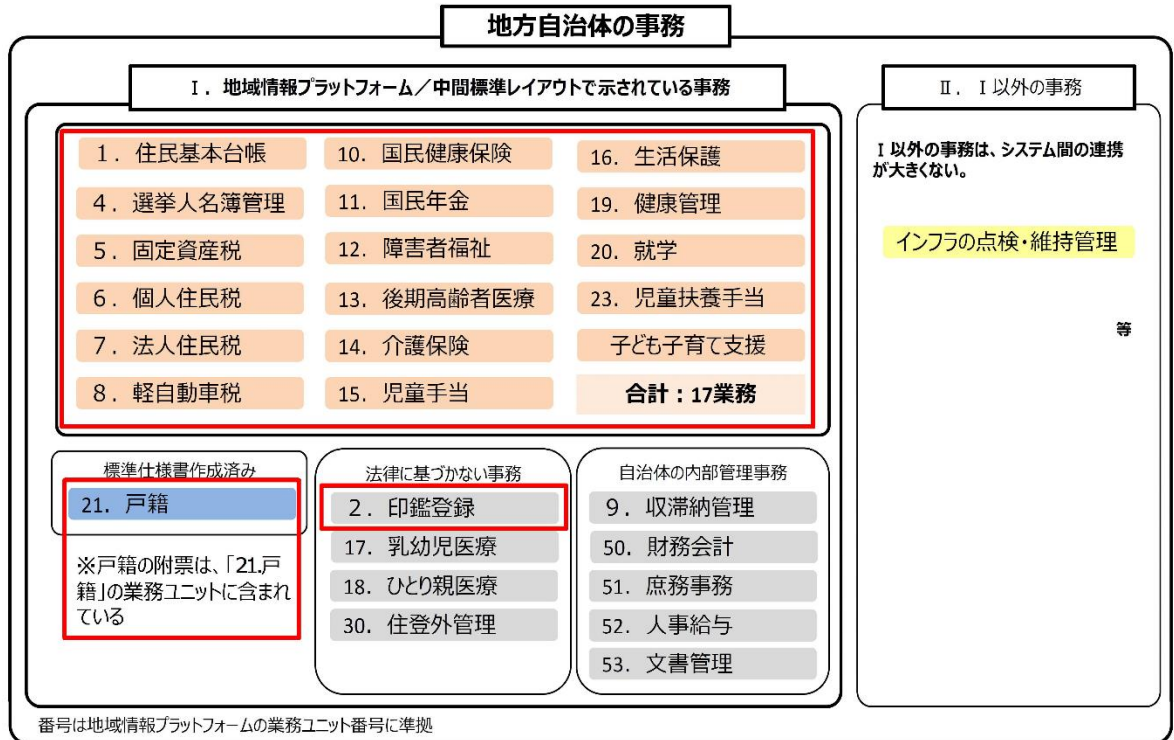 地方自治体の事務
Ⅰ．地域情報プラットフォーム／中間標準レイアウトで示されている事務
1．住民基本台帳
4．選挙人名簿管理
5．固定資産税
6．個人住民税
7．法人住民税
8．軽自動車税
10．国民健康保険
11．国民年金
12．障害者福祉
13．後期高齢者医療
14．介護保険
15．児童手当
16．生活保護
19．健康管理
20．就学
23．児童扶養手当
子ども子育て支援
合計：17業務
標準仕様書作成済み
21．戸籍
※戸籍の附票は、「21.戸
籍」の業務ユニットに含まれ
ている
法律に基づかない事務
2．印鑑登録
17．乳幼児医療
18．ひとり親医療
30．住登外管理
自治体の内部管理事務
9．収滞納管理
50．財務会計
51．庶務事務
52．人事給与
53．文書管理
Ⅱ．Ⅰ以外の事務
Ⅰ以外の事務は、システム間の連携
が大きくない。
インフラの点検・維持管理
等
番号は地域情報プラットフォームの業務ユニット番号に準拠